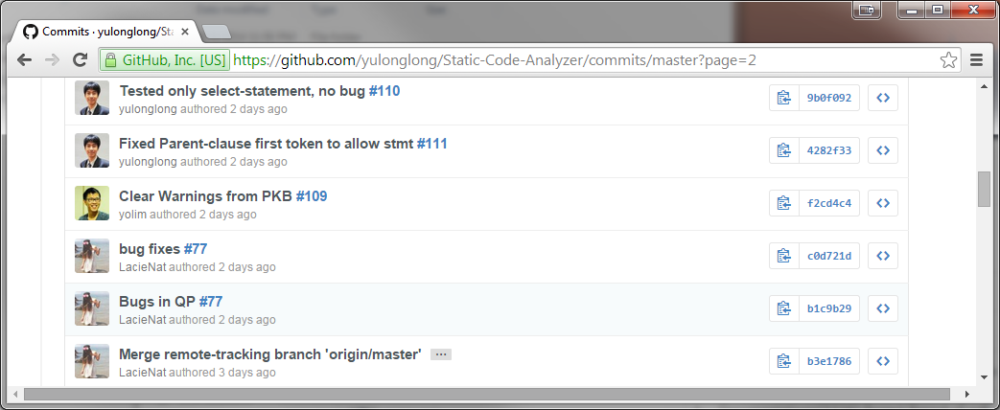 Commits · yulonglong/Sta
GitHub, Inc. [US] https://github.com/yulonglong/Static-Code-Analyzer/commits/master?page=2
Tested only select-statement, no bug #110
yulonglong authored 2 days ago
9b0f092
Fixed Parent-clause first token to allow stmt #111
yulonglong authored 2 days ago
4282f33
Clear Warnings from PKB #109
yolim authored 2 days ago
f2cd4c4
bug fixes #77
LacieNat authored 2 days ago
c0d721d
Bugs in QP #77
LacieNat authored 2 days ago
b1c9b29
Merge remote-tracking branch 'origin/master' ...
LacieNat authored 3 days ago
b3e1786